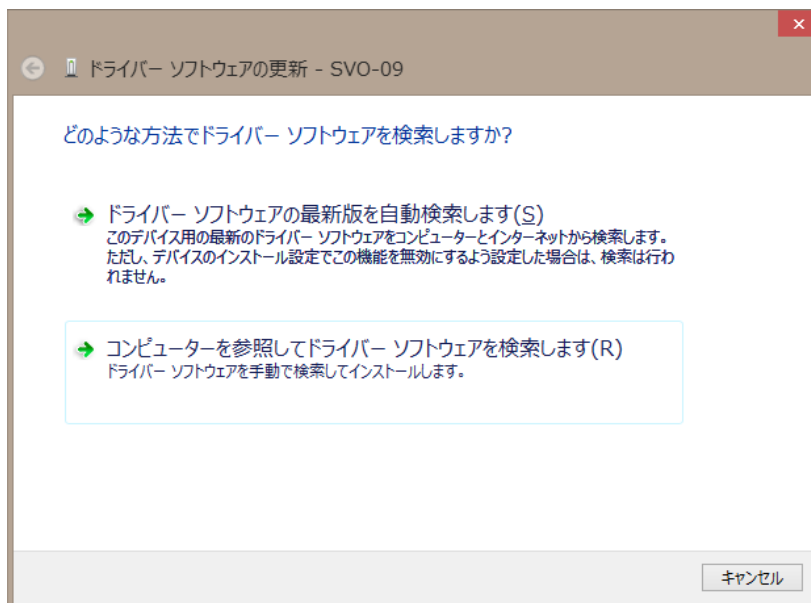 ドライバー ソフトウェアの更新 - SVO-09
どのような方法でドライバー ソフトウェアを検索しますか?
ドライバー ソフトウェアの最新版を自動検索します(S)
このデバイス用の最新のドライバー ソフトウェアをコンピューターとインターネットから検索します。
ただし、デバイスのインストール設定でこの機能を無効にするよう設定した場合は、検索は行わ
れません。
コンピューターを参照してドライバー ソフトウェアを検索します(R)
ドライバー ソフトウェアを手動で検索してインストールします。
キャンセル